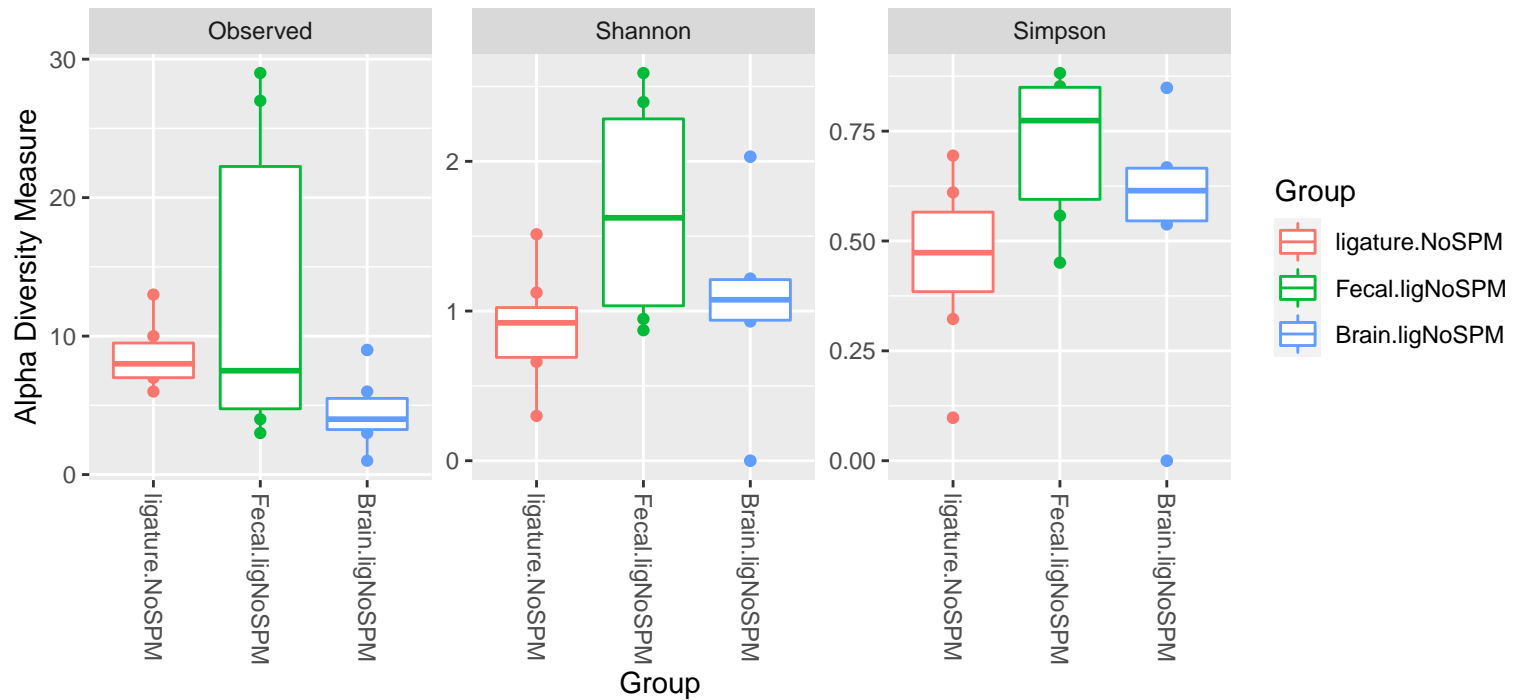 Observed
Shannon
Simpson
Alpha Diversity Measure
30
20
10
0
2
1
0
0.75
0.50
0.25
0.00
ligature.NoSPM
Fecal.ligNoSPM
Brain.ligNoSPM
ligature.NoSPM
Fecal.ligNoSPM
Brain.ligNoSPM
ligature.NoSPM
Fecal.ligNoSPM
Brain.ligNoSPM
Group
Group
ligature.NoSPM
Fecal.ligNoSPM
Brain.ligNoSPM